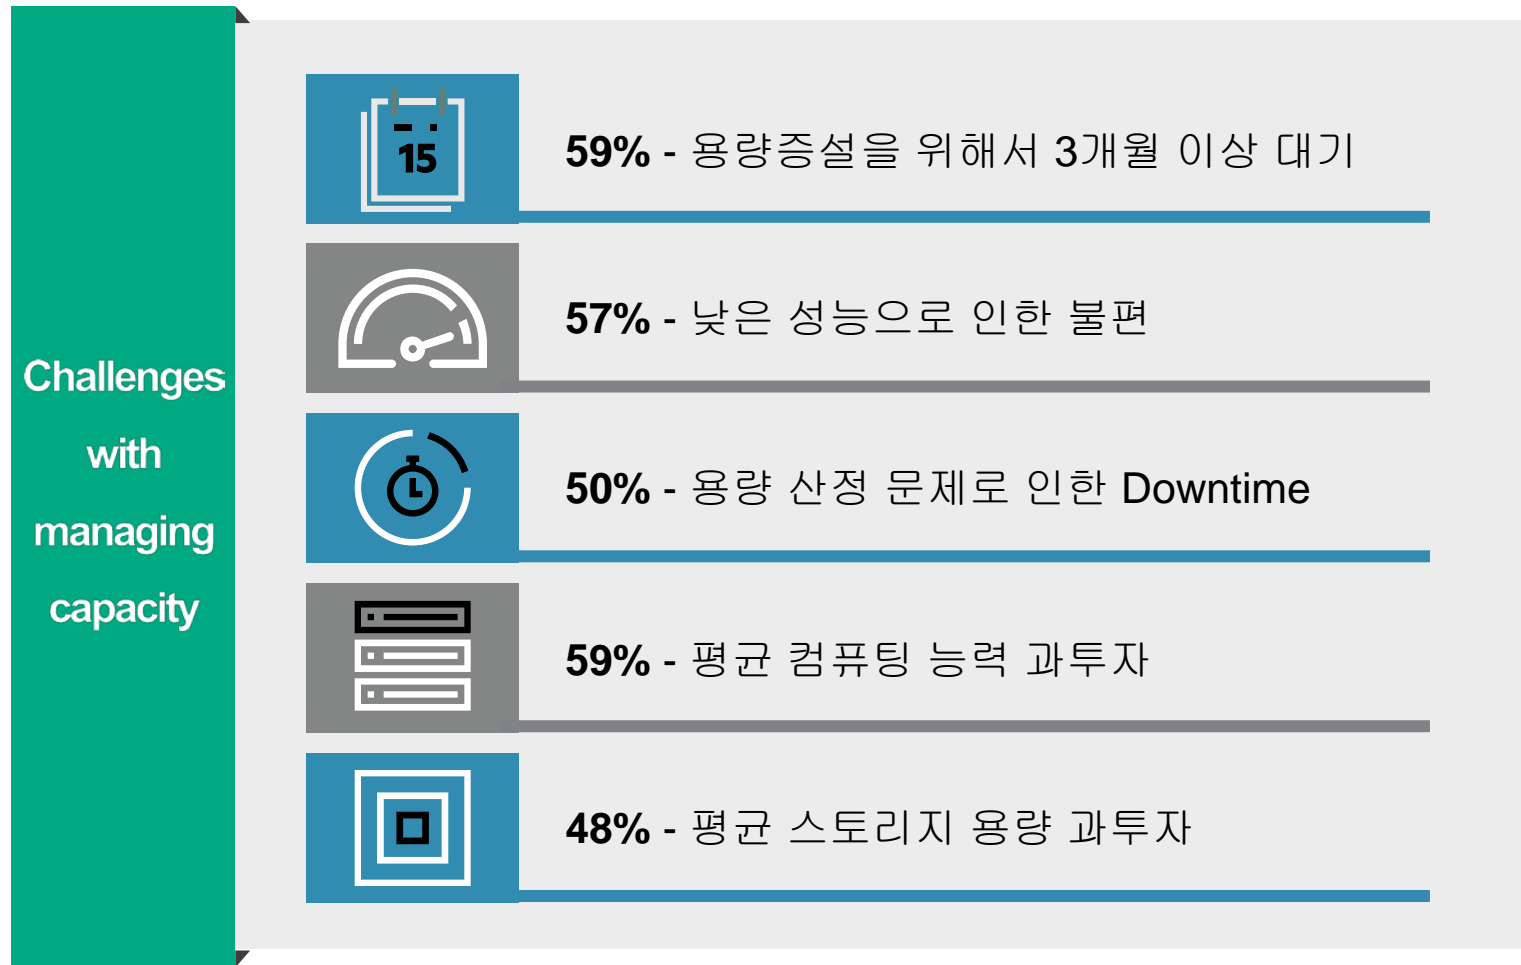 Challenges
with
managing
capacity
15
59% - 용량증설을 위해서 3개월 이상 대기
57% - 낮은 성능으로 인한 불편
50% - 용량 산정 문제로 인한 Downtime
59% - 평균 컴퓨팅 능력 과투자
48% - 평균 스토리지 용량 과투자